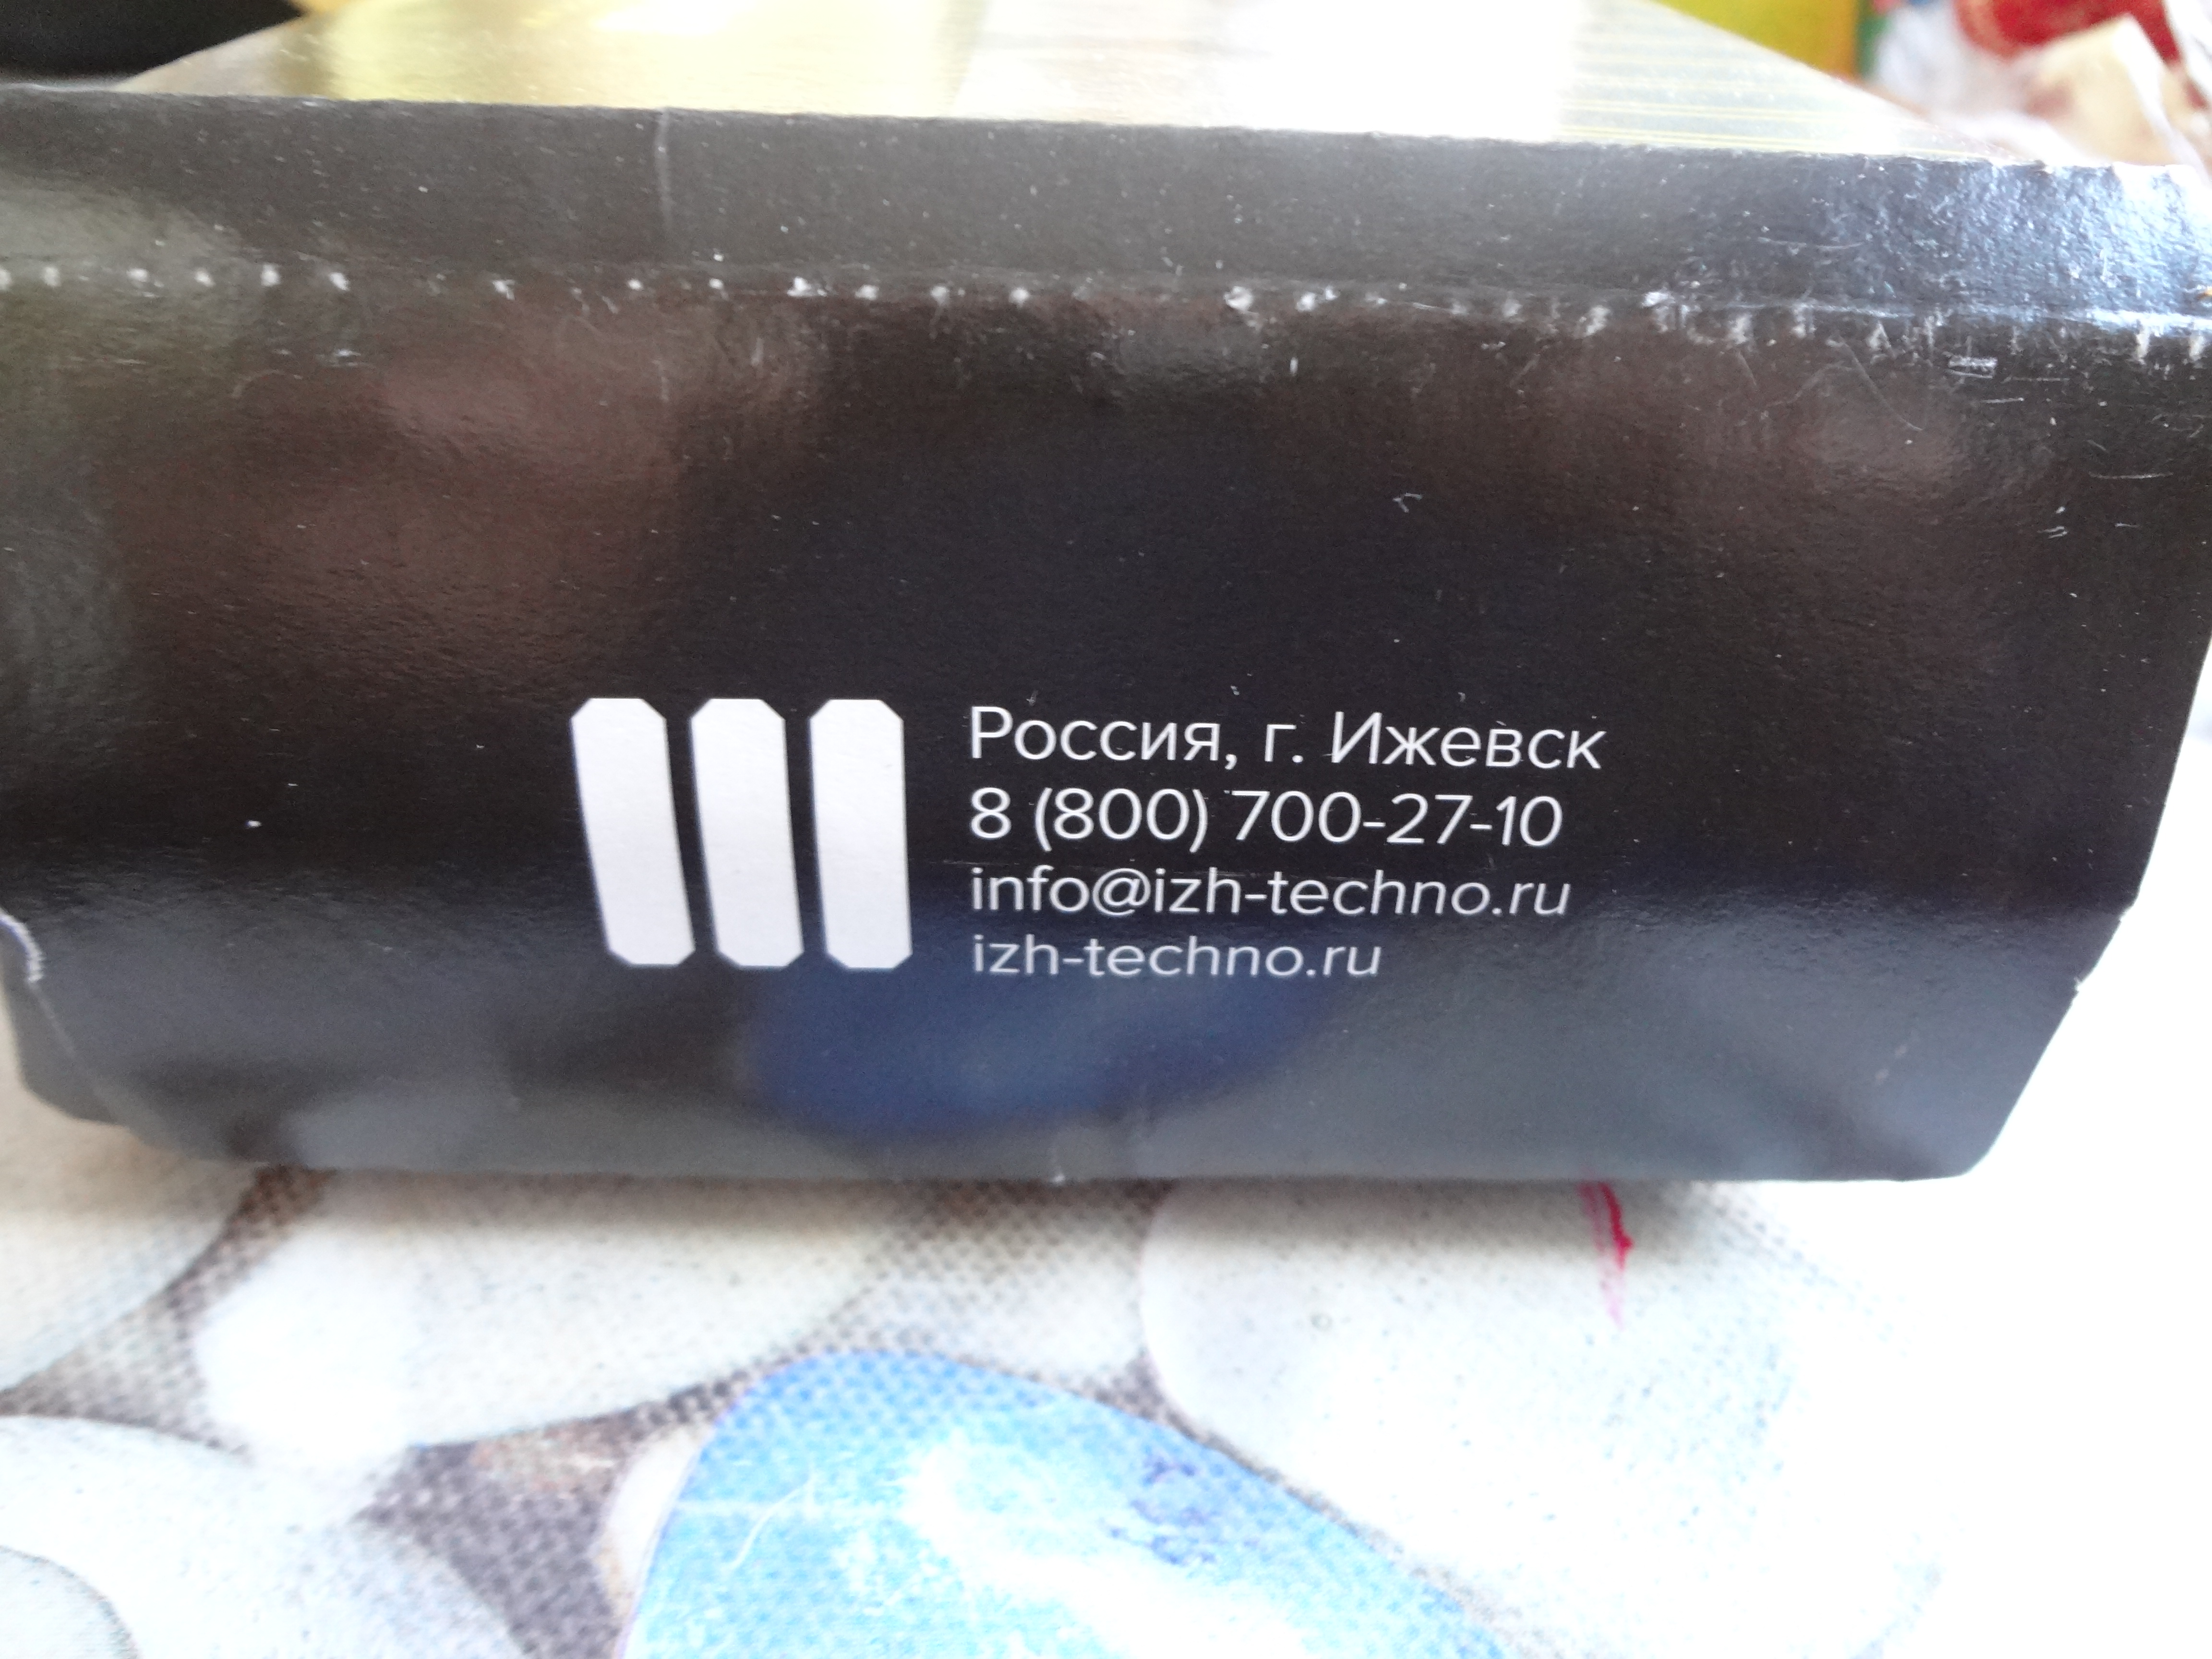 Россия, г. Ижевск
8 (800) 700-27-10
info@izh-techno.ru
izh-techno.ru